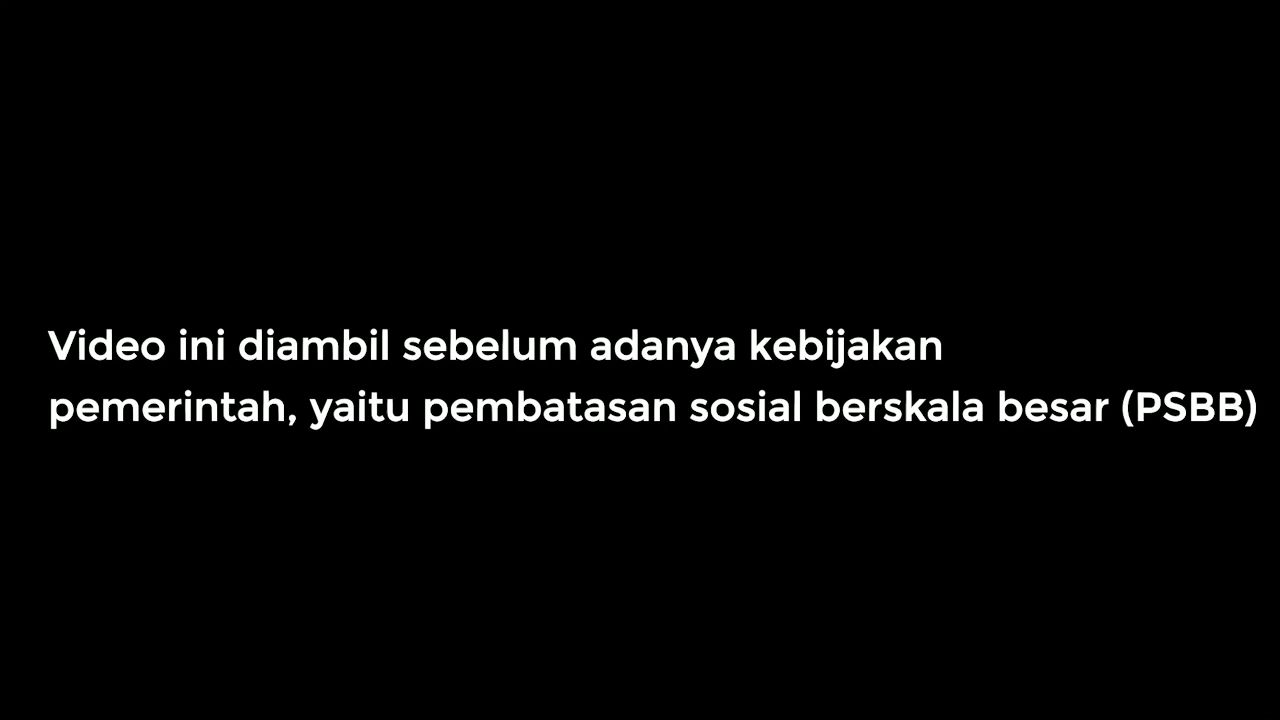 Video ini diambil sebelum adanya kebijakan
pemerintah, yaitu pembatasan sosial berskala besar (PSBB)